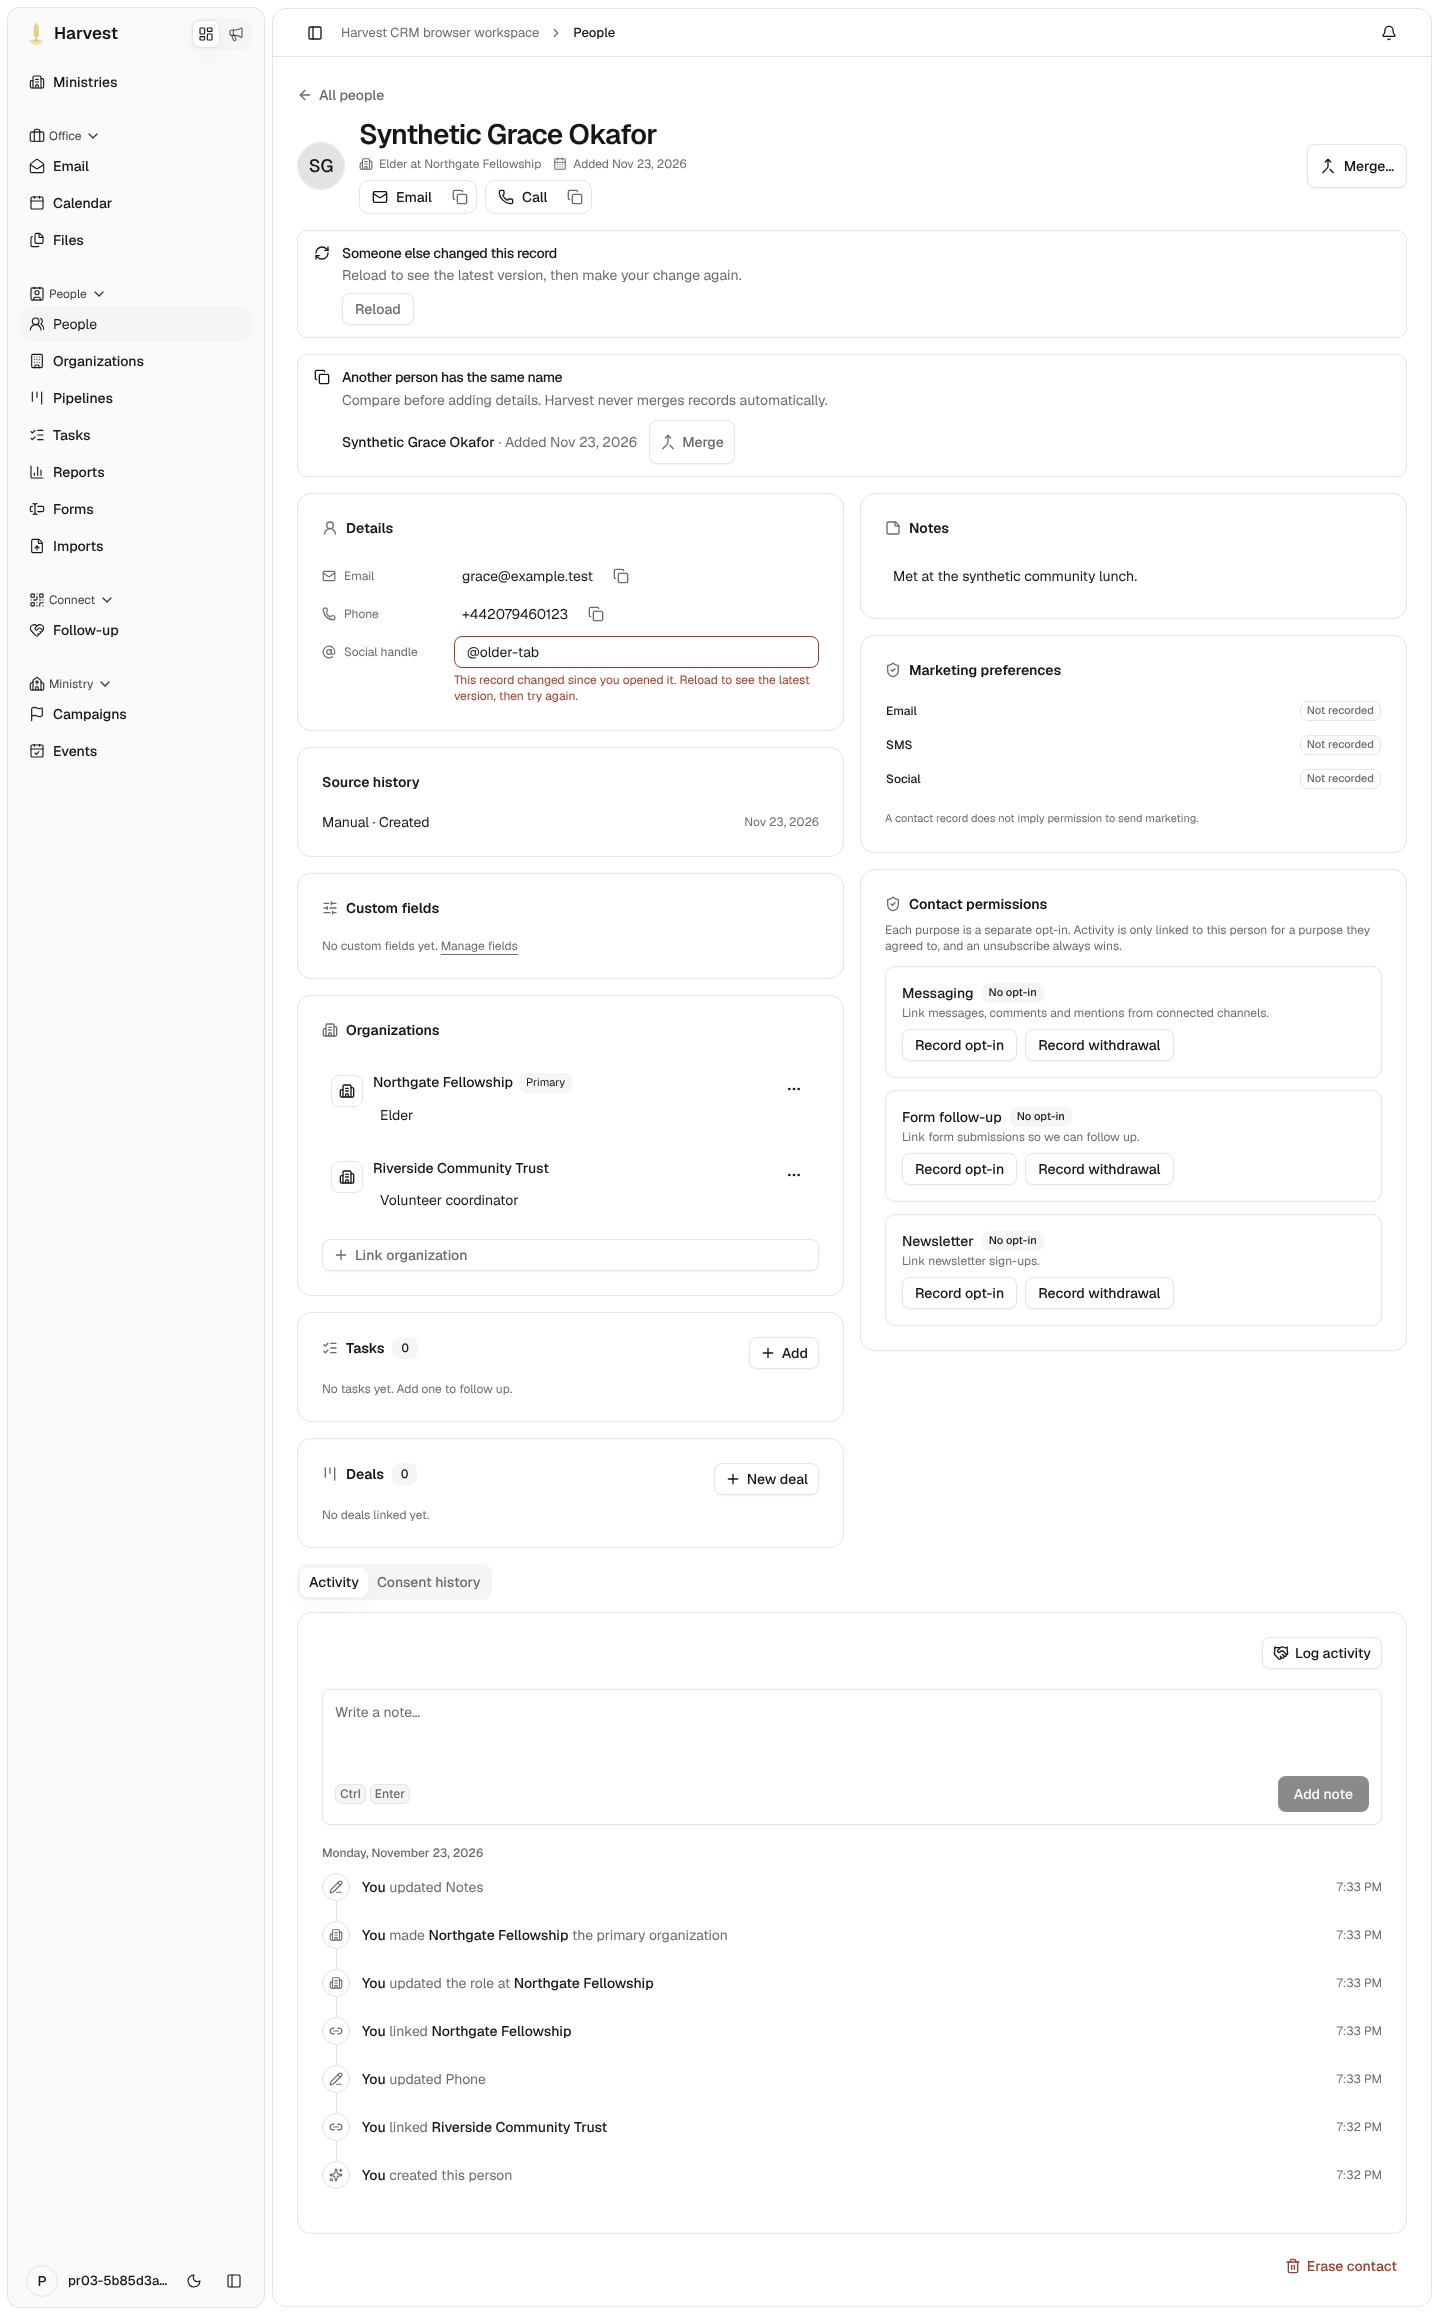 Harvest
Ministries
Office
Email
Calendar
Files
People
People
Organizations
Pipelines
Tasks
Reports
Forms
Imports
Connect
Follow-up
Ministry
Campaigns
Events
pr03-5b85d3a...
P
Harvest CRM browser workspace > People
All people
SG
Synthetic Grace Okafor
Elder at Northgate Fellowship Added Nov 23, 2026
Email Call
Merge...
Someone else changed this record
Reload to see the latest version, then make your change again.
Reload
Another person has the same name
Compare before adding details. Harvest never merges records automatically.
Synthetic Grace Okafor · Added Nov 23, 2026 Merge
Details
Email grace@example.test
Phone +442079460123
Social handle @older-tab
This record changed since you opened it. Reload to see the latest
version, then try again.
Source history
Manual · Created Nov 23, 2026
Custom fields
No custom fields yet. Manage fields
Organizations
Northgate Fellowship Primary
Elder
Riverside Community Trust
Volunteer coordinator
Link organization
Tasks 0 Add
No tasks yet. Add one to follow up.
Deals 0 New deal
No deals linked yet.
Notes
Met at the synthetic community lunch.
Marketing preferences
Email Not recorded
SMS Not recorded
Social Not recorded
A contact record does not imply permission to send marketing.
Contact permissions
Each purpose is a separate opt-in. Activity is only linked to this person for a purpose they
agreed to, and an unsubscribe always wins.
Messaging No opt-in
Link messages, comments and mentions from connected channels.
Record opt-in Record withdrawal
Form follow-up No opt-in
Link form submissions so we can follow up.
Record opt-in Record withdrawal
Newsletter No opt-in
Link newsletter sign-ups.
Record opt-in Record withdrawal
Activity Consent history
Log activity
Write a note...
Ctrl Enter
Add note
Monday, November 23, 2026
You updated Notes 7:33 PM
You made Northgate Fellowship the primary organization 7:33 PM
You updated the role at Northgate Fellowship 7:33 PM
You linked Northgate Fellowship 7:33 PM
You updated Phone 7:33 PM
You linked Riverside Community Trust 7:32 PM
You created this person 7:32 PM
Erase contact